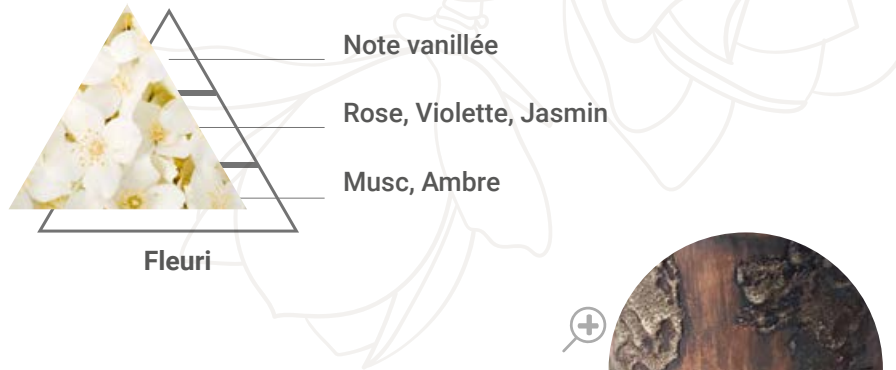 Note vanillée
Rose, Violette, Jasmin
Musc, Ambre
Fleuri